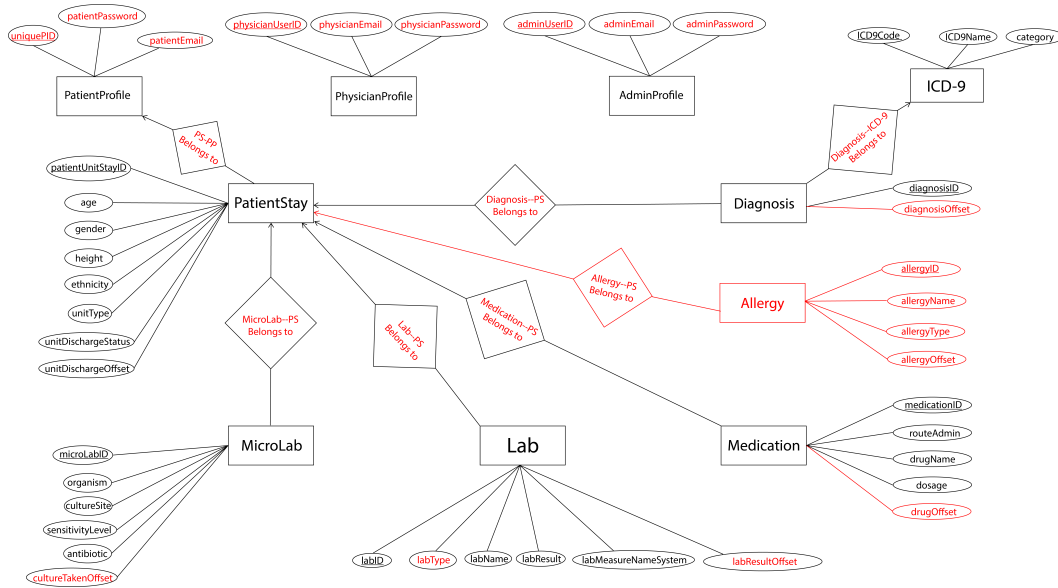 patientPassword
uniquePID
patientEmail
PatientProfile
physicianUserID
physicianEmail
physicianPassword
PhysicianProfile
adminUserID
adminEmail
adminPassword
AdminProfile
ICD9Code
ICD9Name
category
ICD-9
PS-PP
Belongs to
Diagnosis--ICD-9
Belongs to
patientUnitStayID
age
gender
height
ethnicity
unitType
unitDischargeStatus
unitDischargeOffset
PatientStay
Diagnosis--PS
Belongs to
Diagnosis
diagnosisID
diagnosisOffset
Allergy--PS
Belongs to
Allergy
allergyID
allergyName
allergyType
allergyOffset
MicroLab--PS
Belongs to
Lab--PS
Belongs to
Medication--PS
Belongs to
MicroLab
microLabID
organism
cultureSite
sensitivityLevel
antibiotic
cultureTakenOffset
Lab
labID
labType
labName
labResult
labMeasureNameSystem
labResultOffset
Medication
medicationID
routeAdmin
drugName
dosage
drugOffset